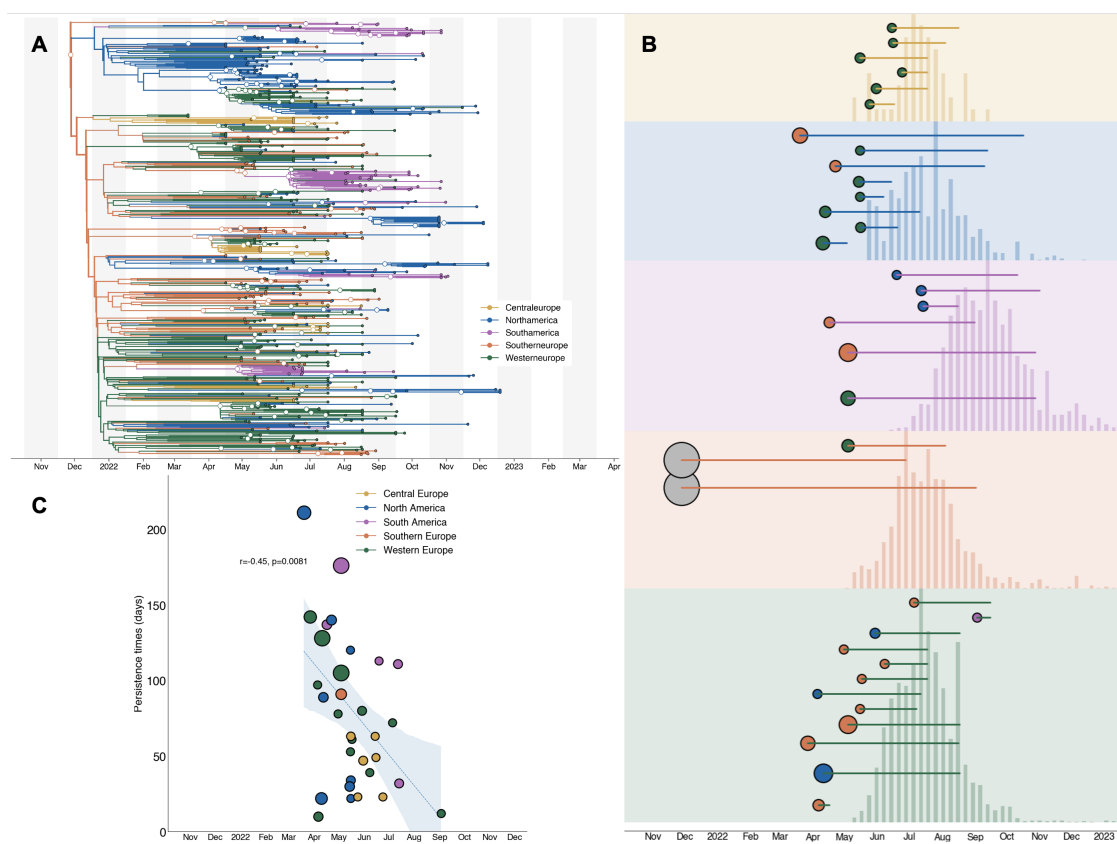 A
B
Centraleurope
Northamerica
Southamerica
Southerneurope
Westerneurope
Nov Dec 2022 Feb Mar Apr May Jun Jul Aug Sep Oct Nov Dec 2023 Feb Mar Apr
C
Central Europe
North America
South America
Southern Europe
Western Europe
r=-0.45, p=0.0081
Persistence times (days)
200
150
100
50
0
Nov Dec 2022 Feb Mar Apr May Jun Jul Aug Sep Oct Nov Dec
Nov Dec 2022 Feb Mar Apr May Jun Jul Aug Sep Oct Nov Dec 2023